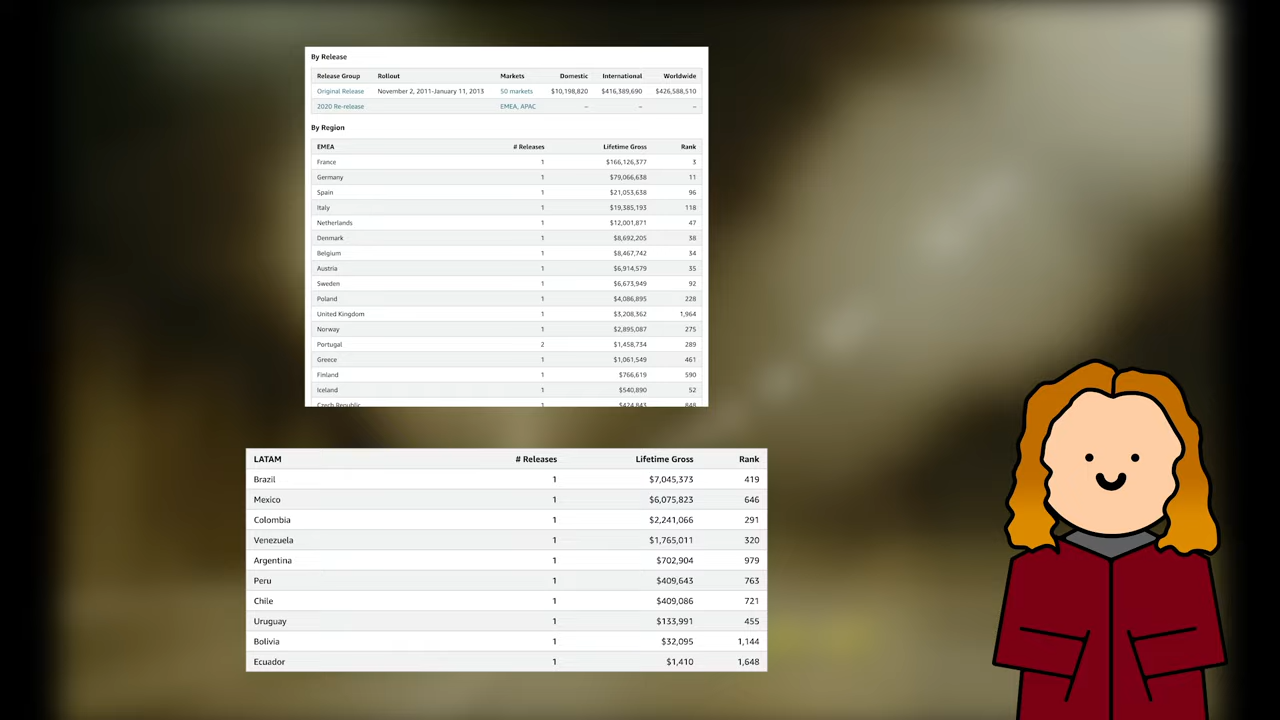 By Release
Release Group Rollout Markets Domestic International Worldwide
Original Release November 2, 2011-January 11, 2013 50 markets $10,198,820 $416,389,690 $426,588,510
2020 Re-release EMEA, APAC – – –
By Region
EMEA # Releases Lifetime Gross Rank
France 1 $166,126,377 3
Germany 1 $79,066,638 11
Spain 1 $21,053,638 96
Italy 1 $19,385,193 118
Netherlands 1 $12,001,871 47
Denmark 1 $8,692,205 38
Belgium 1 $8,467,742 34
Austria 1 $6,914,579 35
Sweden 1 $6,673,949 92
Poland 1 $4,086,895 228
United Kingdom 1 $3,208,362 1,964
Norway 1 $2,895,087 275
Portugal 2 $1,458,734 289
Greece 1 $1,061,549 461
Finland 1 $766,619 590
Iceland 1 $540,890 52
Czech Republic 1 $424,943 848
LATAM # Releases Lifetime Gross Rank
Brazil 1 $7,045,373 419
Mexico 1 $6,075,823 646
Colombia 1 $2,241,066 291
Venezuela 1 $1,765,011 320
Argentina 1 $702,904 979
Peru 1 $409,643 763
Chile 1 $409,086 721
Uruguay 1 $133,991 455
Bolivia 1 $32,095 1,144
Ecuador 1 $1,410 1,648